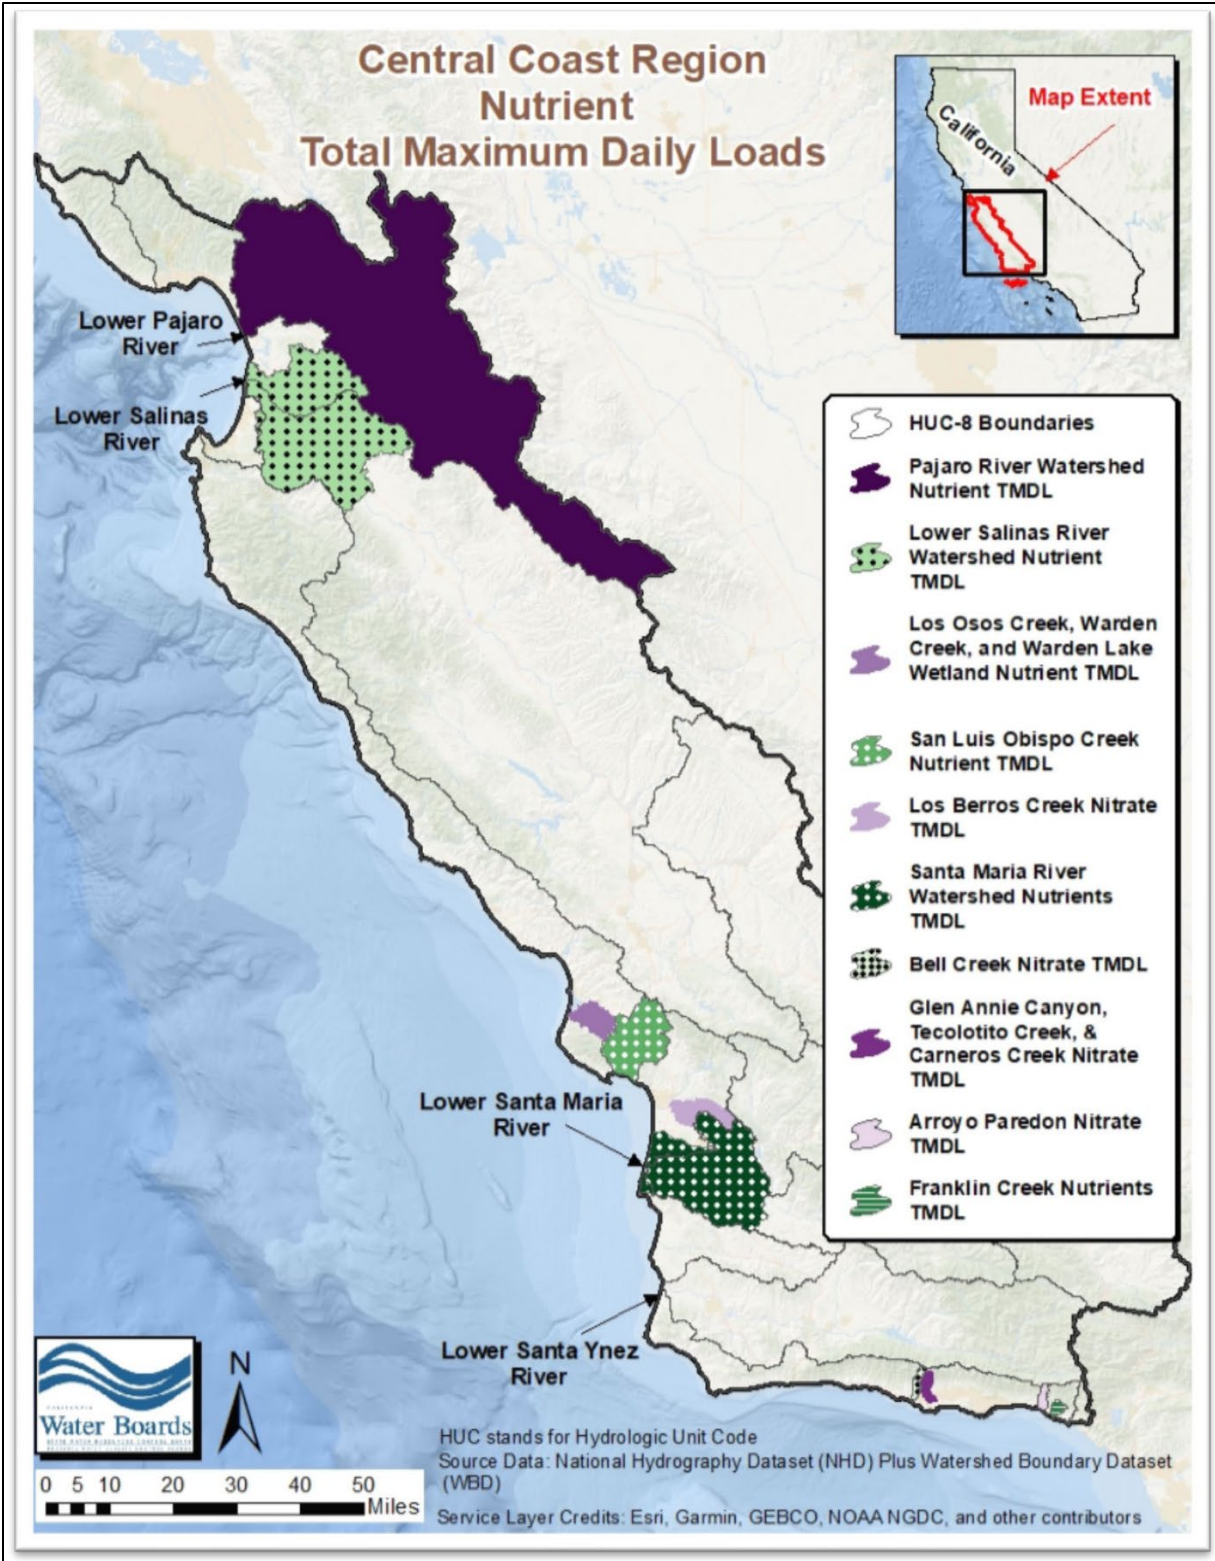 Central Coast Region
Nutrient
Total Maximum Daily Loads
Map Extent
California
Lower Pajaro
River
Lower Salinas
River
HUC-8 Boundaries
Pajaro River Watershed
Nutrient TMDL
Lower Salinas River
Watershed Nutrient
TMDL
Los Osos Creek, Warden
Creek, and Warden Lake
Wetland Nutrient TMDL
San Luis Obispo Creek
Nutrient TMDL
Los Berros Creek Nitrate
TMDL
Santa Maria River
Watershed Nutrients
TMDL
Bell Creek Nitrate TMDL
Glen Annie Canyon,
Tecolotito Creek, &
Carneros Creek Nitrate
TMDL
Arroyo Paredon Nitrate
TMDL
Franklin Creek Nutrients
TMDL
Lower Santa Maria
River
Lower Santa Ynez
River
CALIFORNIA
Water Boards
N
0 5 10 20 30 40 50
Miles
HUC stands for Hydrologic Unit Code
Source Data: National Hydrography Dataset (NHD) Plus Watershed Boundary Dataset
(WBD)
Service Layer Credits: Esri, Garmin, GEBCO, NOAA NGDC, and other contributors